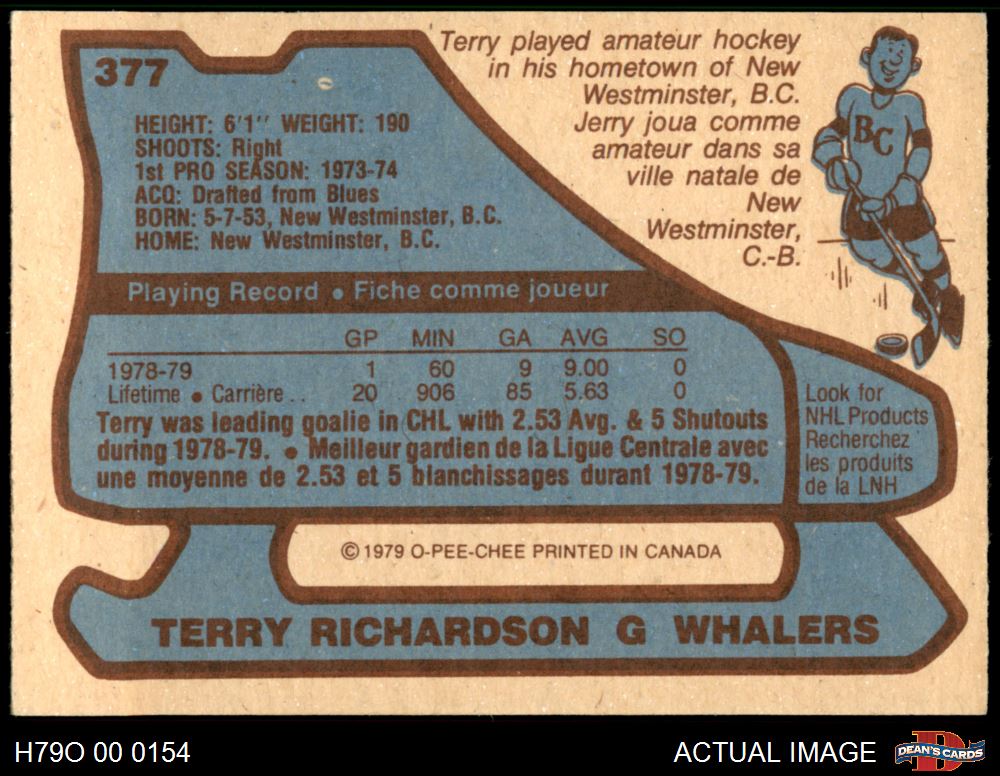 377
Terry played amateur hockey
in his hometown of New
Westminster, B.C.
Jerry joua comme
amateur dans sa
ville natale de
New
Westminster,
C.-B.
BC
HEIGHT: 6'1" WEIGHT: 190
SHOOTS: Right
1st PRO SEASON: 1973-74
ACQ: Drafted from Blues
BORN: 5-7-53, New Westminster, B.C.
HOME: New Westminster, B.C.
Playing Record • Fiche comme joueur
GP MIN GA AVG SO
1978-79 1 60 9 9.00 0
Lifetime • Carrière .. 20 906 85 5.63 0
Terry was leading goalie in CHL with 2.53 Avg. & 5 Shutouts
during 1978-79. • Meilleur gardien de la Ligue Centrale avec
une moyenne de 2.53 et 5 blanchissages durant 1978-79.
Look for
NHL Products
Recherchez
les produits
de la LNH
© 1979 O-PEE-CHEE PRINTED IN CANADA
TERRY RICHARDSON G WHALERS
H79O 00 0154
ACTUAL IMAGE
DEAN'S CARDS